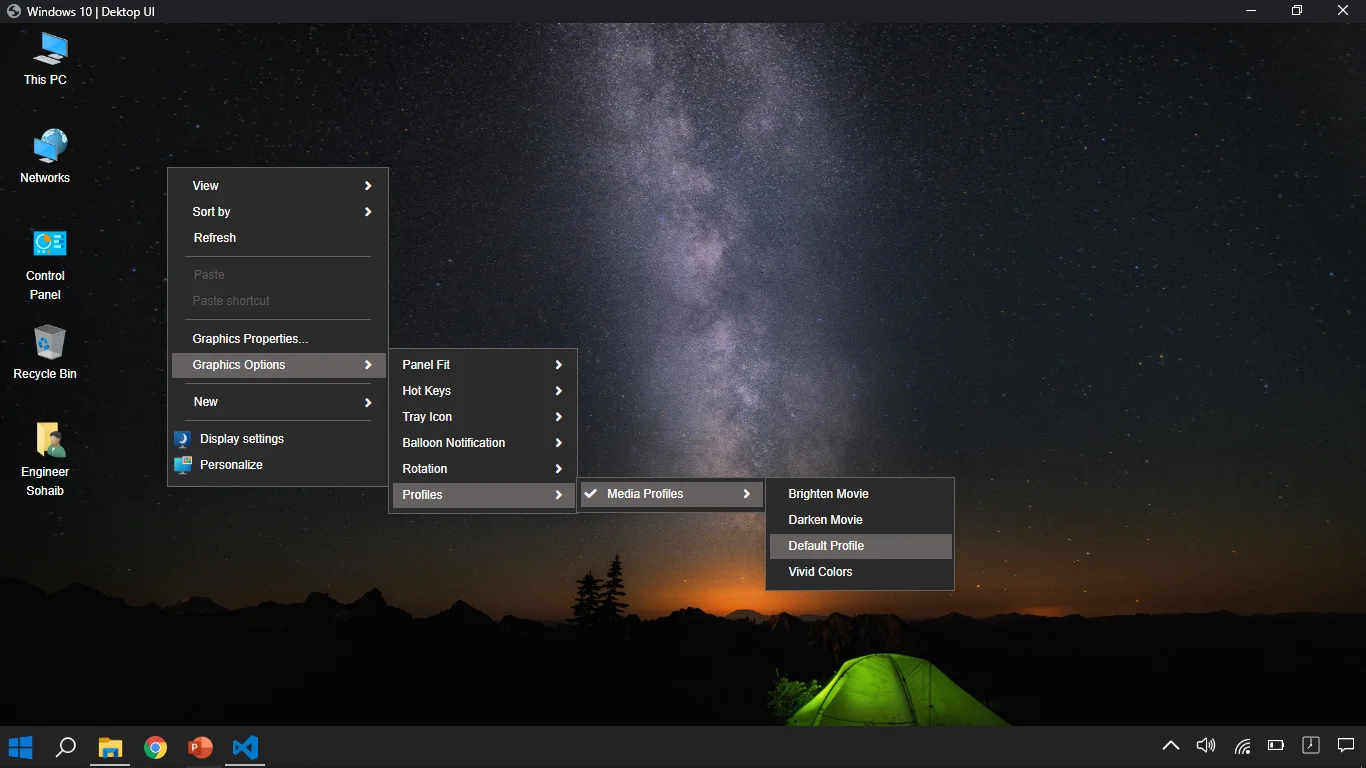 Windows 10 | Dektop UI
This PC
Networks
Control
Panel
Recycle Bin
Engineer
Sohaib
View
Sort by
Refresh
Paste
Paste shortcut
Graphics Properties...
Graphics Options
New
Display settings
Personalize
Panel Fit
Hot Keys
Tray Icon
Balloon Notification
Rotation
Profiles
Media Profiles
Brighten Movie
Darken Movie
Default Profile
Vivid Colors
P